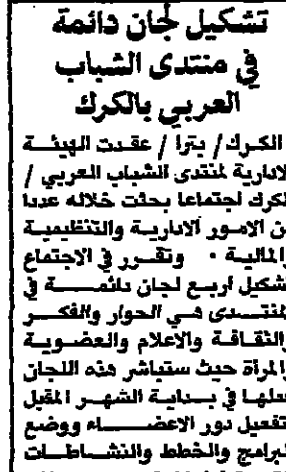 تشكيل لجان دائمة
في منتدى الشباب
العربي بالكرك
الكرك/ بترا / عقدت الهيئة
الادارية لمنتدى الشباب العربي /
الكرك اجتماعا بحثت خلاله عددا
من الامور الادارية والتنظيمية
والمالية ٠ وتقرر في الاجتماع
تشكيل اربع لجان دائمة في
المنتدى هي الحوار والفكر
والثقافة والاعلام والعضوية
والمرأة حيث ستباشر هذه اللجان
عملها في بداية الشهر المقبل
لتفعيل دور الاعضاء ووضع
البرامج والخطط والنشاطات